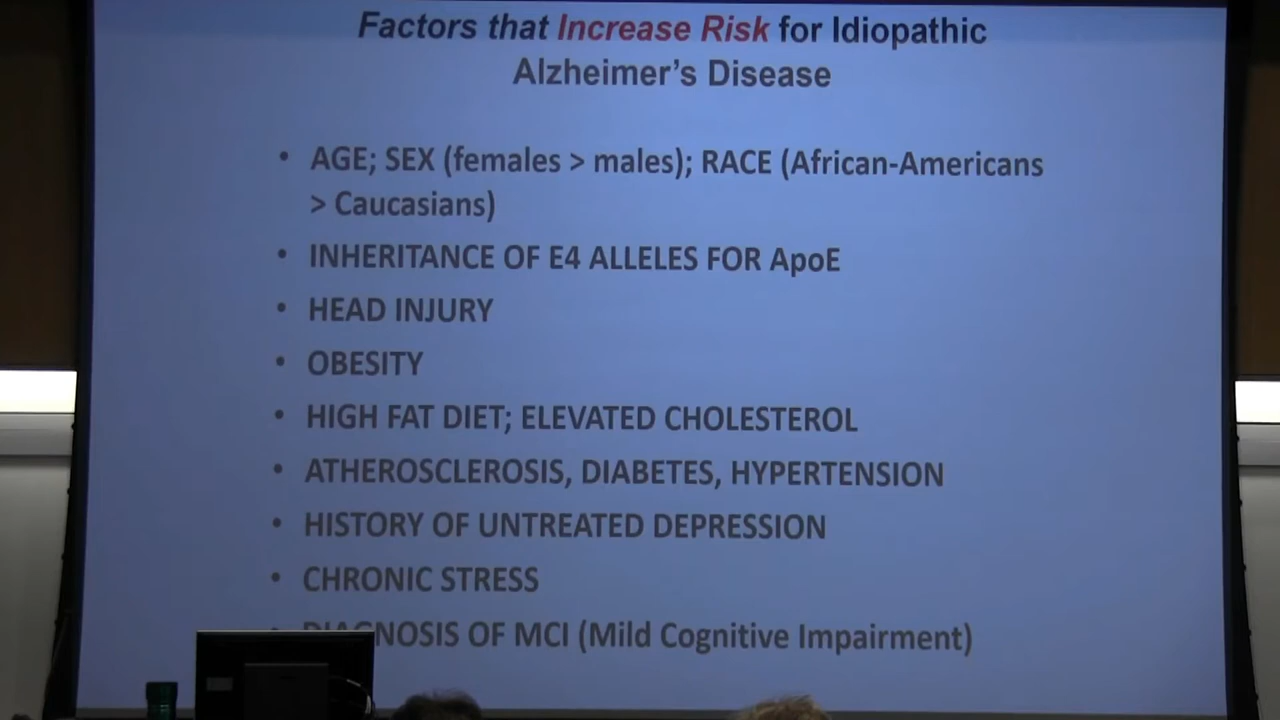 Factors that Increase Risk for Idiopathic
Alzheimer's Disease
• AGE; SEX (females > males); RACE (African-Americans
> Caucasians)
• INHERITANCE OF E4 ALLELES FOR ApoE
• HEAD INJURY
• OBESITY
• HIGH FAT DIET; ELEVATED CHOLESTEROL
• ATHEROSCLEROSIS, DIABETES, HYPERTENSION
• HISTORY OF UNTREATED DEPRESSION
• CHRONIC STRESS
• DIAGNOSIS OF MCI (Mild Cognitive Impairment)